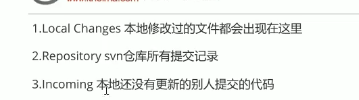 1.Local Changes 本地修改过的文件都会出现在这里
2.Repository svn仓库所有提交记录
3.Incoming 本地还没有更新的别人提交的代码